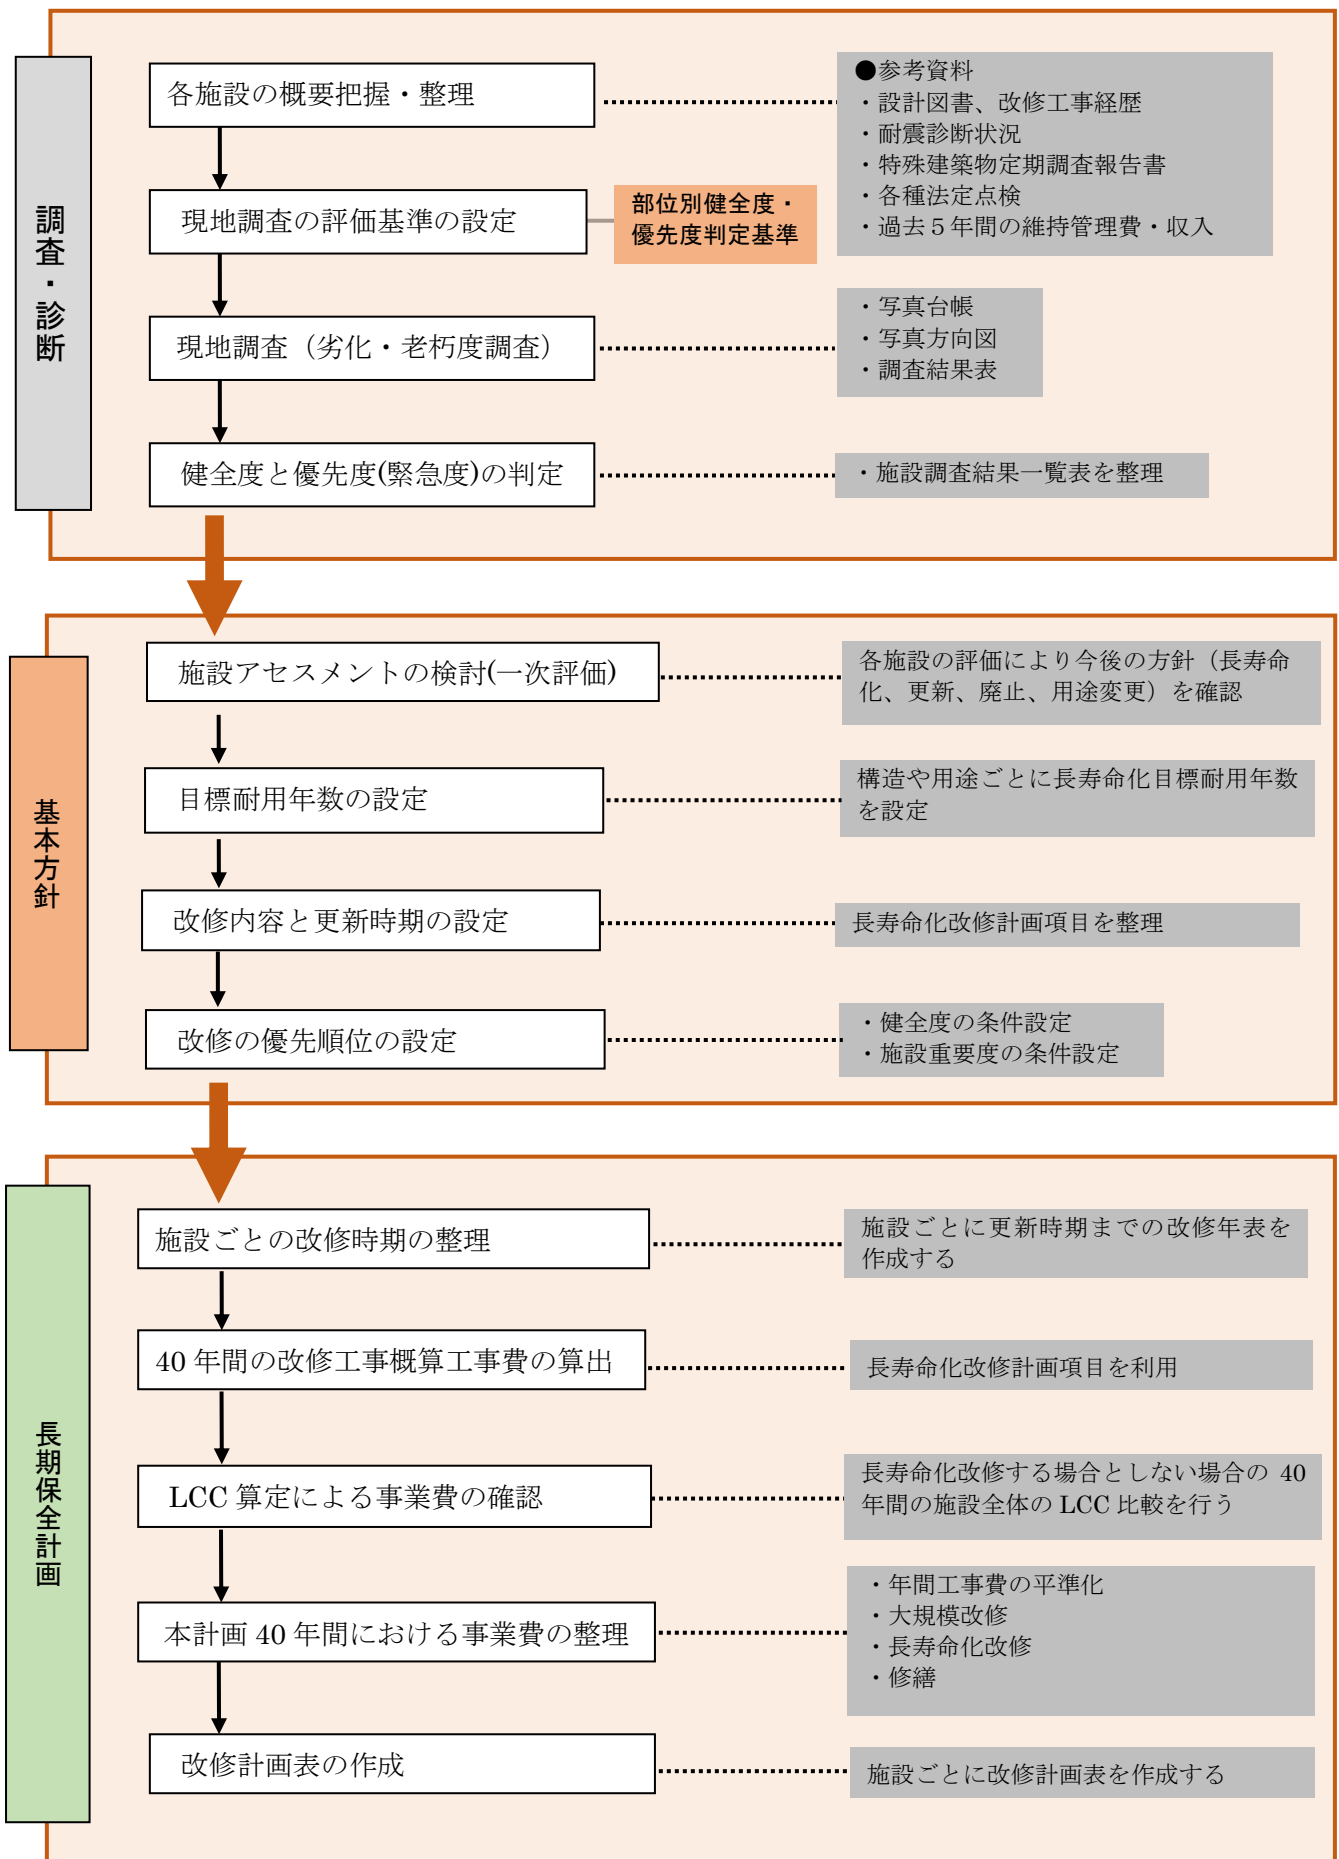 調査・診断
各施設の概要把握・整理
●参考資料
・設計図書、改修工事経歴
・耐震診断状況
・特殊建築物定期調査報告書
・各種法定点検
・過去５年間の維持管理費・収入
現地調査の評価基準の設定
部位別健全度・
優先度判定基準
現地調査（劣化・老朽度調査）
・写真台帳
・写真方向図
・調査結果表
健全度と優先度(緊急度)の判定
・施設調査結果一覧表を整理
基本方針
施設アセスメントの検討(一次評価)
各施設の評価により今後の方針（長寿命
化、更新、廃止、用途変更）を確認
目標耐用年数の設定
構造や用途ごとに長寿命化目標耐用年数
を設定
改修内容と更新時期の設定
長寿命化改修計画項目を整理
改修の優先順位の設定
・健全度の条件設定
・施設重要度の条件設定
長期保全計画
施設ごとの改修時期の整理
施設ごとに更新時期までの改修年表を
作成する
40 年間の改修工事概算工事費の算出
長寿命化改修計画項目を利用
LCC 算定による事業費の確認
長寿命化改修する場合としない場合の 40
年間の施設全体の LCC 比較を行う
本計画 40 年間における事業費の整理
・年間工事費の平準化
・大規模改修
・長寿命化改修
・修繕
改修計画表の作成
施設ごとに改修計画表を作成する